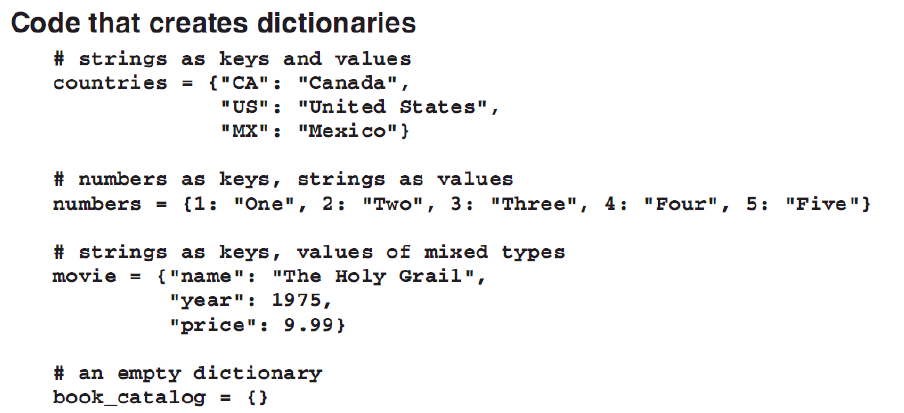 Code that creates dictionaries
# strings as keys and values
countries = {"CA": "Canada",
"US": "United States",
"MX": "Mexico"}
# numbers as keys, strings as values
numbers = {1: "One", 2: "Two", 3: "Three", 4: "Four", 5: "Five"}
# strings as keys, values of mixed types
movie = {"name": "The Holy Grail",
"year": 1975,
"price": 9.99}
# an empty dictionary
book_catalog = {}